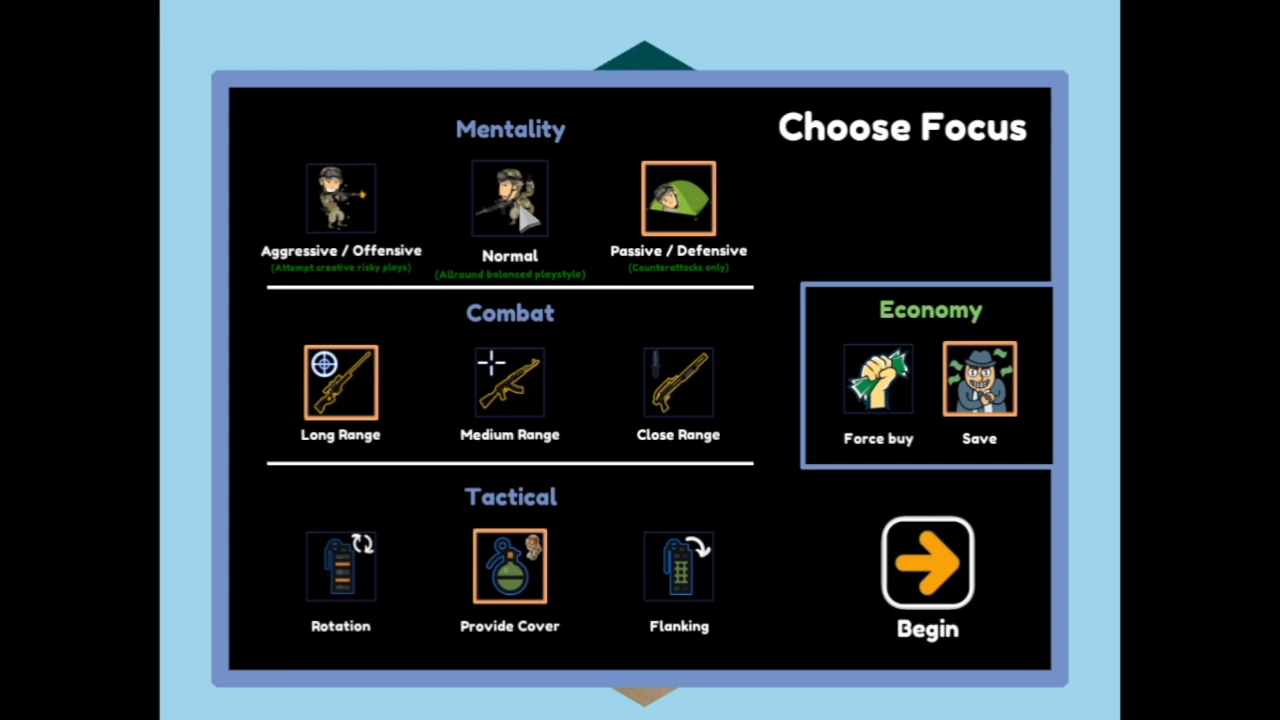 Choose Focus
Mentality
Aggressive / Offensive
(Attempt creative risky plays)
Normal
(Allround balanced playstyle)
Passive / Defensive
(Counterattacks only)
Combat
Long Range
Medium Range
Close Range
Economy
Force buy
Save
Tactical
Rotation
Provide Cover
Flanking
Begin